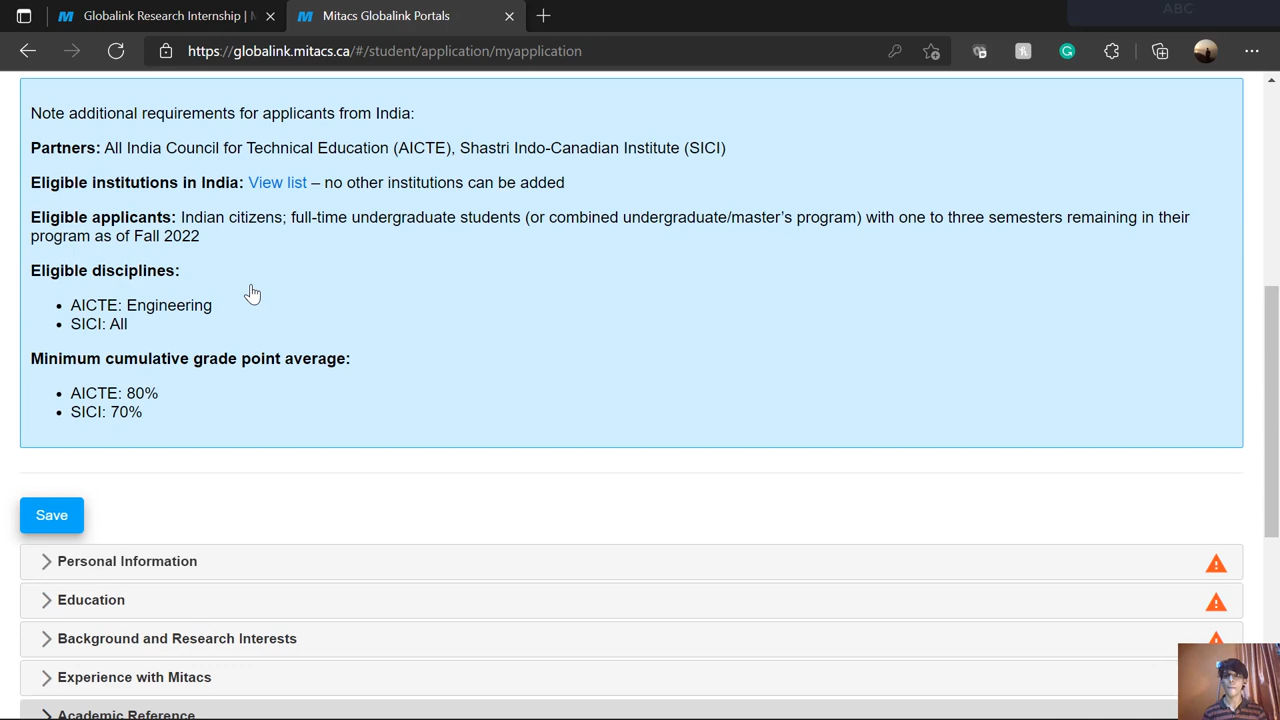 Globalink Research Internship | M
Mitacs Globalink Portals
ABC
https://globalink.mitacs.ca/#/student/application/myapplication
Note additional requirements for applicants from India:
Partners: All India Council for Technical Education (AICTE), Shastri Indo-Canadian Institute (SICI)
Eligible institutions in India: View list – no other institutions can be added
Eligible applicants: Indian citizens; full-time undergraduate students (or combined undergraduate/master's program) with one to three semesters remaining in their
program as of Fall 2022
Eligible disciplines:
• AICTE: Engineering
• SICI: All
Minimum cumulative grade point average:
• AICTE: 80%
• SICI: 70%
Save
Personal Information
Education
Background and Research Interests
Experience with Mitacs
Academic Reference